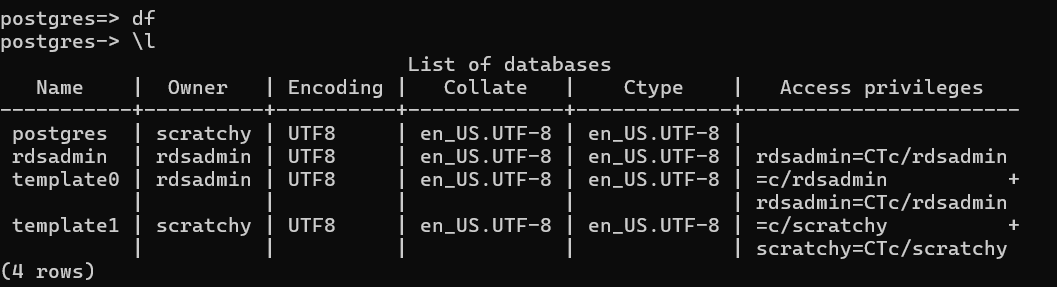 postgres=> df
postgres-> \l
                                  List of databases
   Name    |  Owner   | Encoding |   Collate   |    Ctype    |   Access privileges
-----------+----------+----------+-------------+-------------+-----------------------
 postgres  | scratchy | UTF8     | en_US.UTF-8 | en_US.UTF-8 |
 rdsadmin  | rdsadmin | UTF8     | en_US.UTF-8 | en_US.UTF-8 | rdsadmin=CTc/rdsadmin
 template0 | rdsadmin | UTF8     | en_US.UTF-8 | en_US.UTF-8 | =c/rdsadmin          +
           |          |          |             |             | rdsadmin=CTc/rdsadmin
 template1 | scratchy | UTF8     | en_US.UTF-8 | en_US.UTF-8 | =c/scratchy          +
           |          |          |             |             | scratchy=CTc/scratchy
(4 rows)